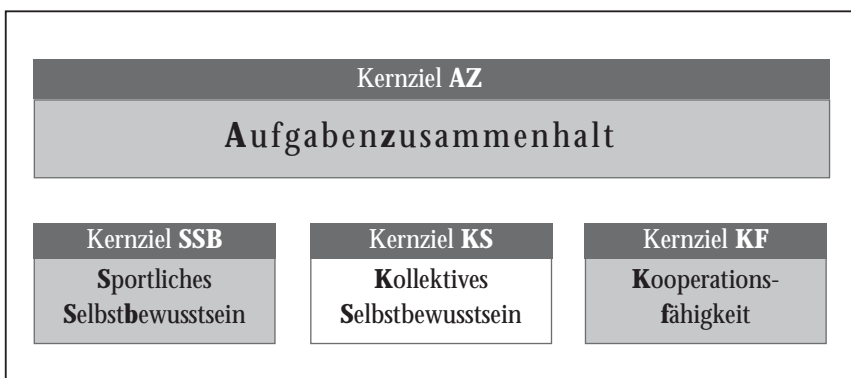 Kernziel AZ
Aufgabenzusammenhalt
Kernziel SSB
Sportliches
Selbstbewusstsein
Kernziel KS
Kollektives
Selbstbewusstsein
Kernziel KF
Kooperations-
fähigkeit